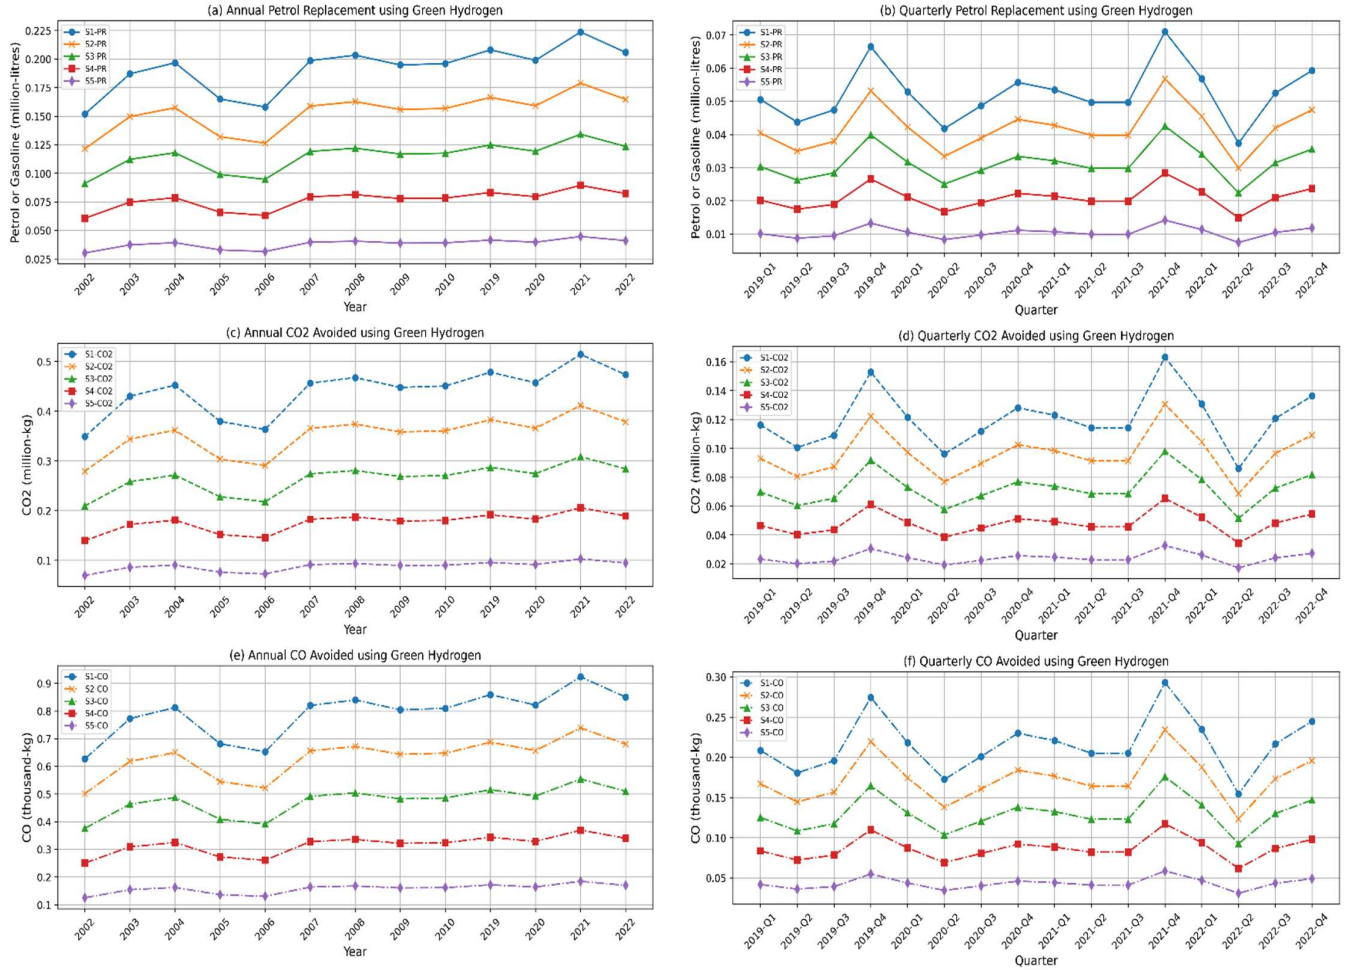 (a) Annual Petrol Replacement using Green Hydrogen
Petrol or Gasoline (million-litres)
0.225
0.200
0.175
0.150
0.125
0.100
0.075
0.050
0.025
S1-PR
S2-PR
S3-PR
S4-PR
S5-PR
2002
2003
2004
2005
2006
2007
2008
2009
2010
2019
2020
2021
2022
Year
(b) Quarterly Petrol Replacement using Green Hydrogen
Petrol or Gasoline (million-litres)
0.07
0.06
0.05
0.04
0.03
0.02
0.01
S1-PR
S2-PR
S3-PR
S4-PR
S5-PR
2019-Q1
2019-Q2
2019-Q3
2019-Q4
2020-Q1
2020-Q2
2020-Q3
2020-Q4
2021-Q1
2021-Q2
2021-Q3
2021-Q4
2022-Q1
2022-Q2
2022-Q3
2022-Q4
Quarter
(c) Annual CO2 Avoided using Green Hydrogen
CO2 (million-kg)
0.5
0.4
0.3
0.2
0.1
S1-CO2
S2-CO2
S3-CO2
S4-CO2
S5-CO2
2002
2003
2004
2005
2006
2007
2008
2009
2010
2019
2020
2021
2022
Year
(d) Quarterly CO2 Avoided using Green Hydrogen
CO2 (million-kg)
0.16
0.14
0.12
0.10
0.08
0.06
0.04
0.02
S1-CO2
S2-CO2
S3-CO2
S4-CO2
S5-CO2
2019-Q1
2019-Q2
2019-Q3
2019-Q4
2020-Q1
2020-Q2
2020-Q3
2020-Q4
2021-Q1
2021-Q2
2021-Q3
2021-Q4
2022-Q1
2022-Q2
2022-Q3
2022-Q4
Quarter
(e) Annual CO Avoided using Green Hydrogen
CO (thousand-kg)
0.9
0.8
0.7
0.6
0.5
0.4
0.3
0.2
0.1
S1-CO
S2-CO
S3-CO
S4-CO
S5-CO
2002
2003
2004
2005
2006
2007
2008
2009
2010
2019
2020
2021
2022
Year
(f) Quarterly CO Avoided using Green Hydrogen
CO (thousand-kg)
0.30
0.25
0.20
0.15
0.10
0.05
S1-CO
S2-CO
S3-CO
S4-CO
S5-CO
2019-Q1
2019-Q2
2019-Q3
2019-Q4
2020-Q1
2020-Q2
2020-Q3
2020-Q4
2021-Q1
2021-Q2
2021-Q3
2021-Q4
2022-Q1
2022-Q2
2022-Q3
2022-Q4
Quarter